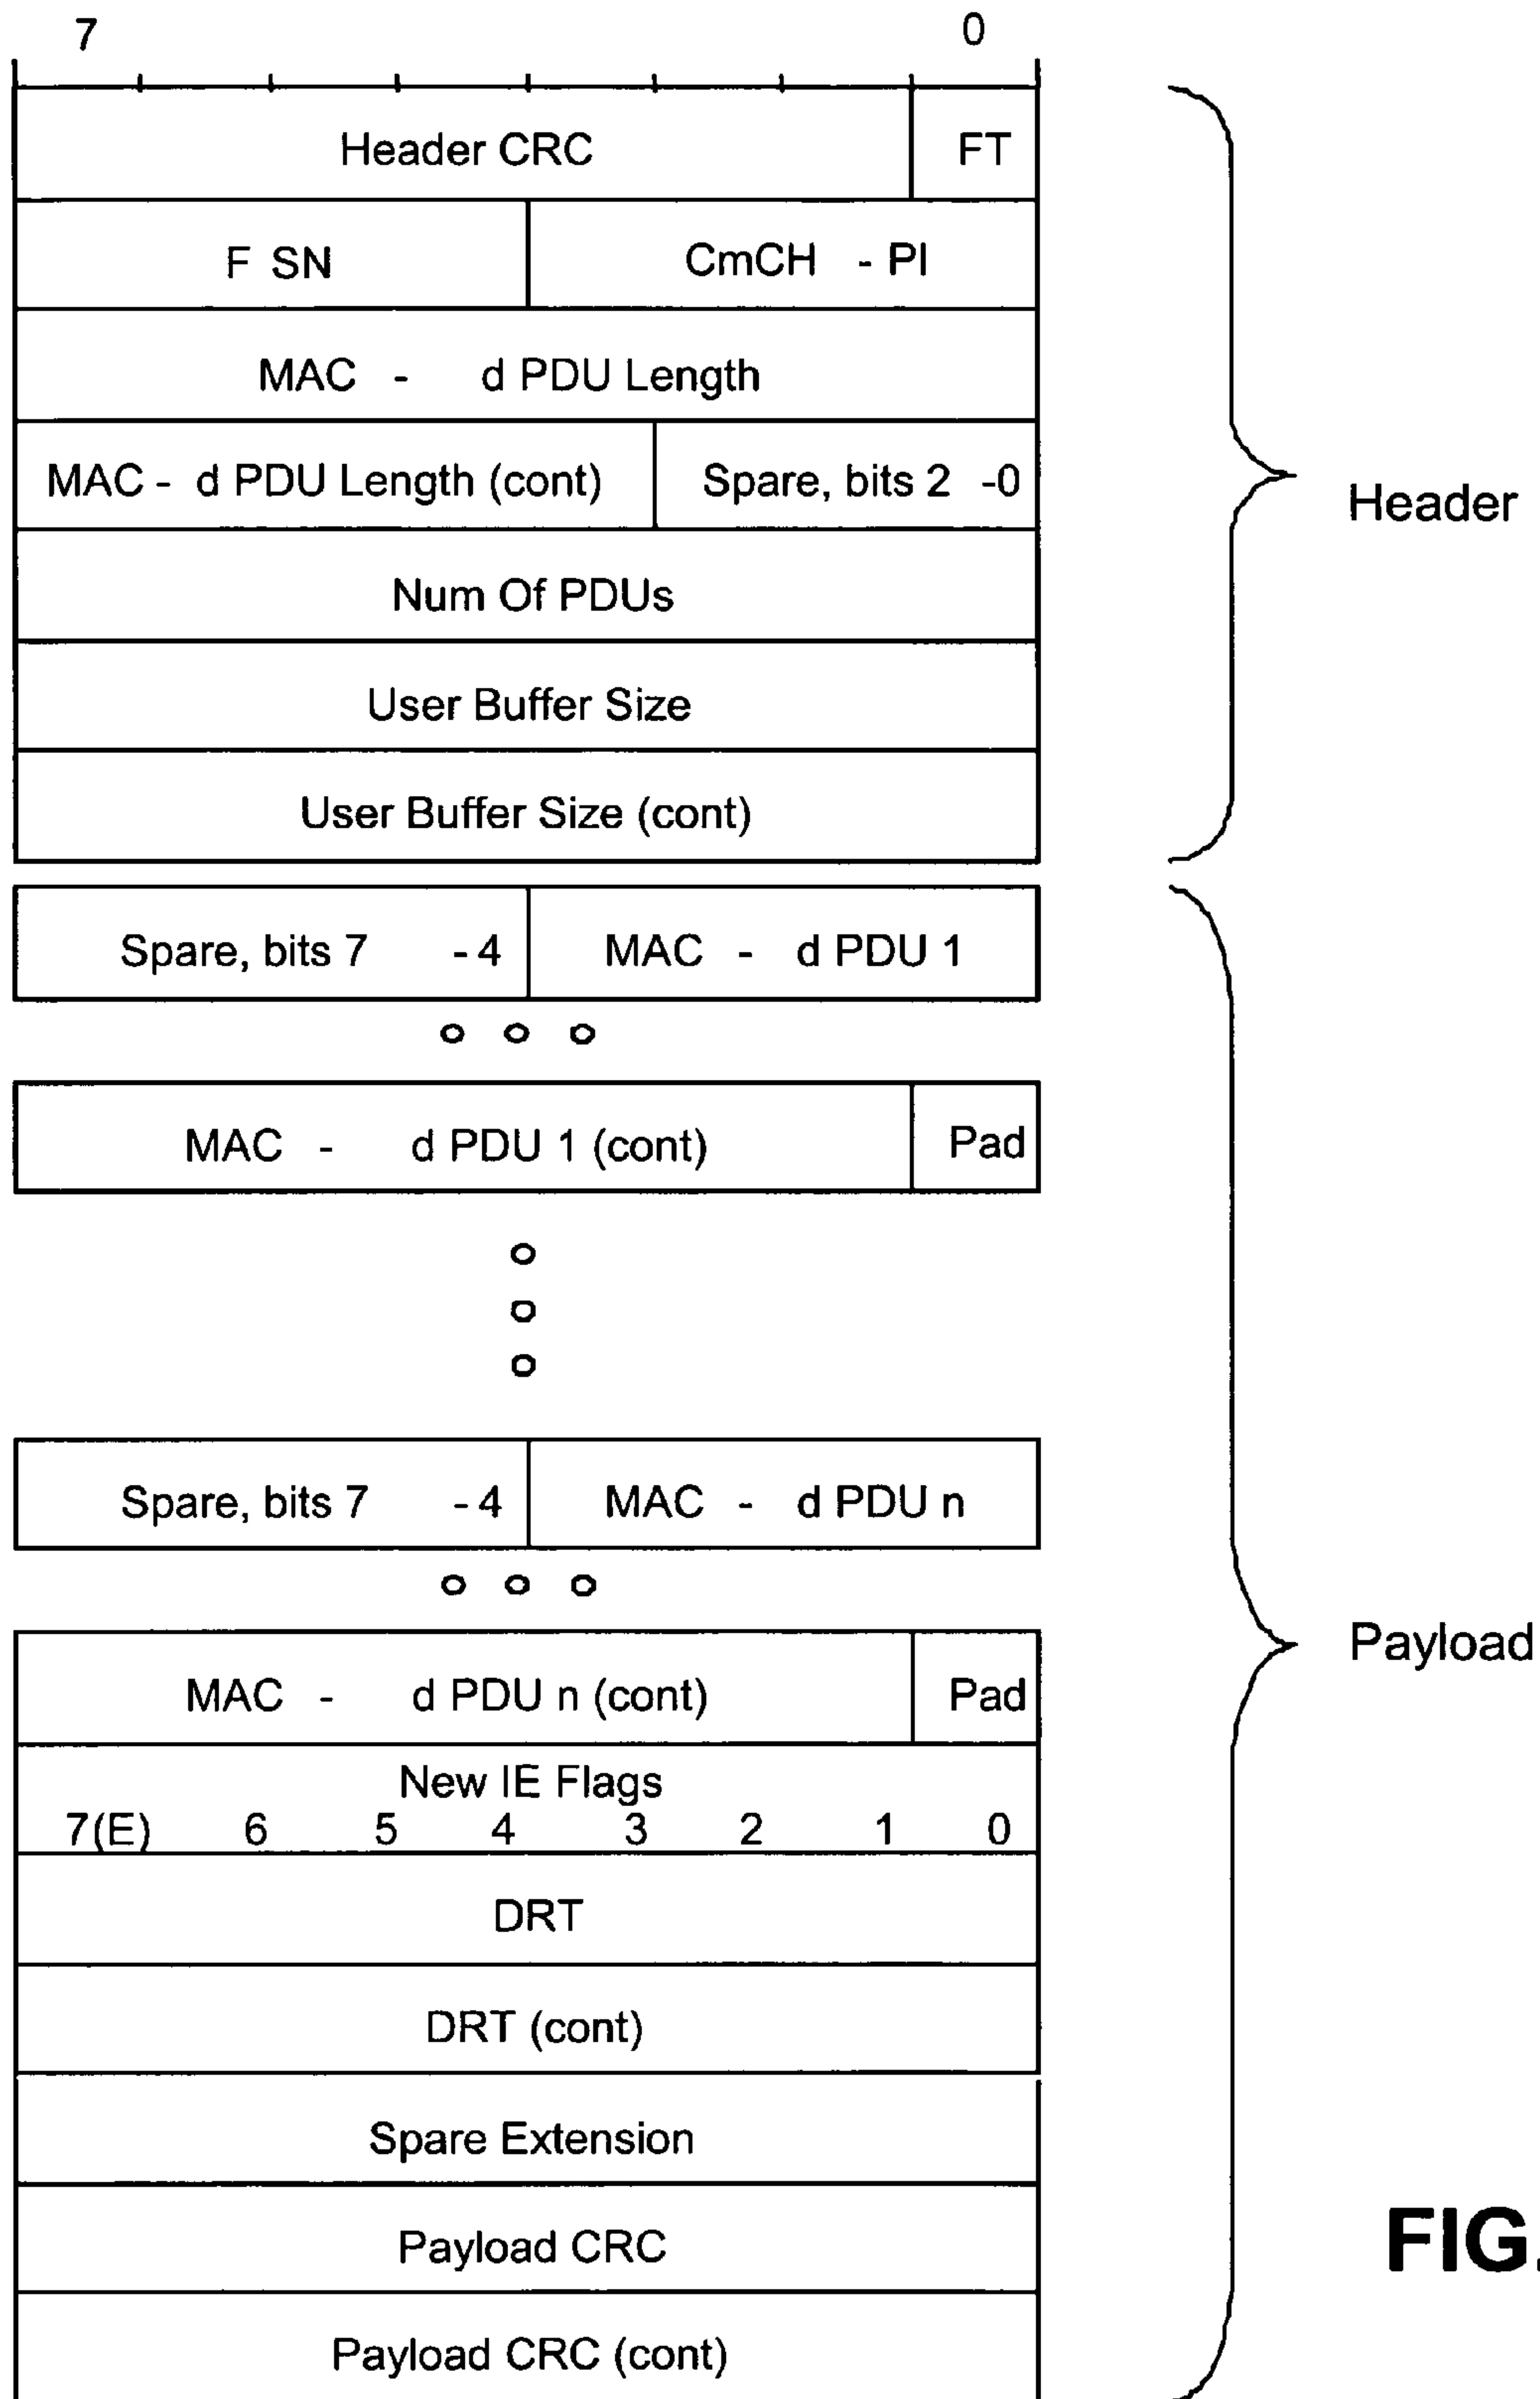 7 0
Header CRC FT
F SN CmCH - PI
MAC - d PDU Length
MAC - d PDU Length (cont) Spare, bits 2 -0
Header
Num Of PDUs
User Buffer Size
User Buffer Size (cont)
Spare, bits 7 - 4 MAC - d PDU 1
MAC - d PDU 1 (cont) Pad
Spare, bits 7 - 4 MAC - d PDU n
Payload
MAC - d PDU n (cont) Pad
New IE Flags
7(E) 6 5 4 3 2 1 0
DRT
DRT (cont)
Spare Extension
Payload CRC
FIG.
Payload CRC (cont)